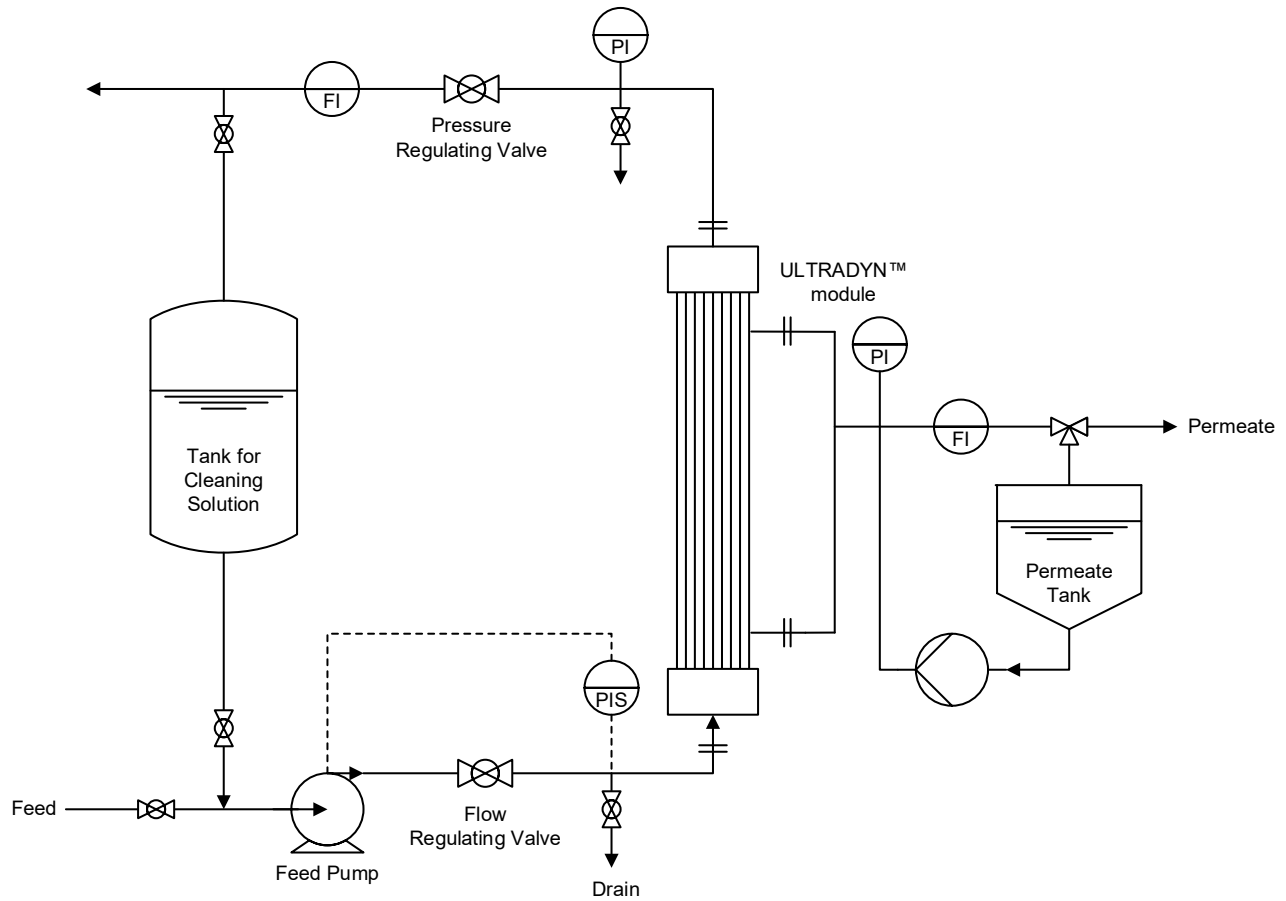 PI
FI
Pressure
Regulating Valve
ULTRADYN™
module
PI
FI
Permeate
Tank for
Cleaning
Solution
Permeate
Tank
PIS
Feed
Flow
Regulating Valve
Feed Pump
Drain